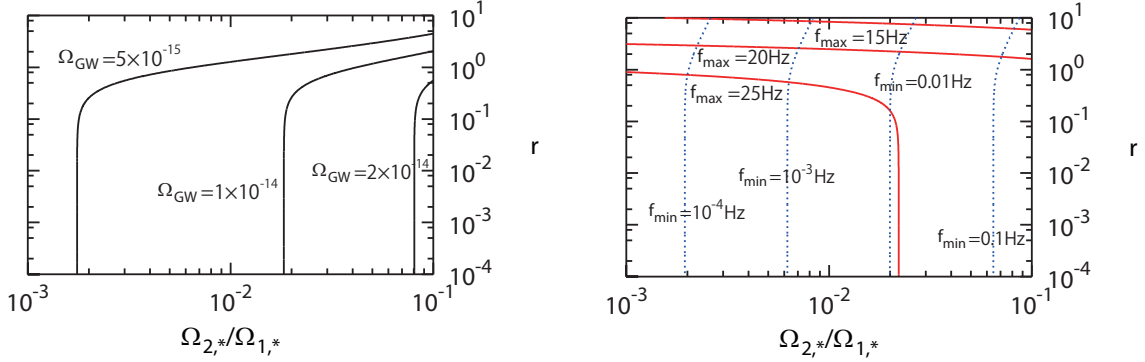 10^1
Ω_GW=5×10^-15
10^0
10^-1
r
Ω_GW=1×10^-14
Ω_GW=2×10^-14
10^-2
10^-3
10^-4
10^-3
10^-2
10^-1
Ω_2,*/Ω_1,*
10^1
f_max=15Hz
f_max=20Hz
10^0
f_min=0.01Hz
f_max=25Hz
10^-1
r
f_min=10^-3Hz
10^-2
f_min=10^-4Hz
10^-3
f_min=0.1Hz
10^-4
10^-3
10^-2
10^-1
Ω_2,*/Ω_1,*